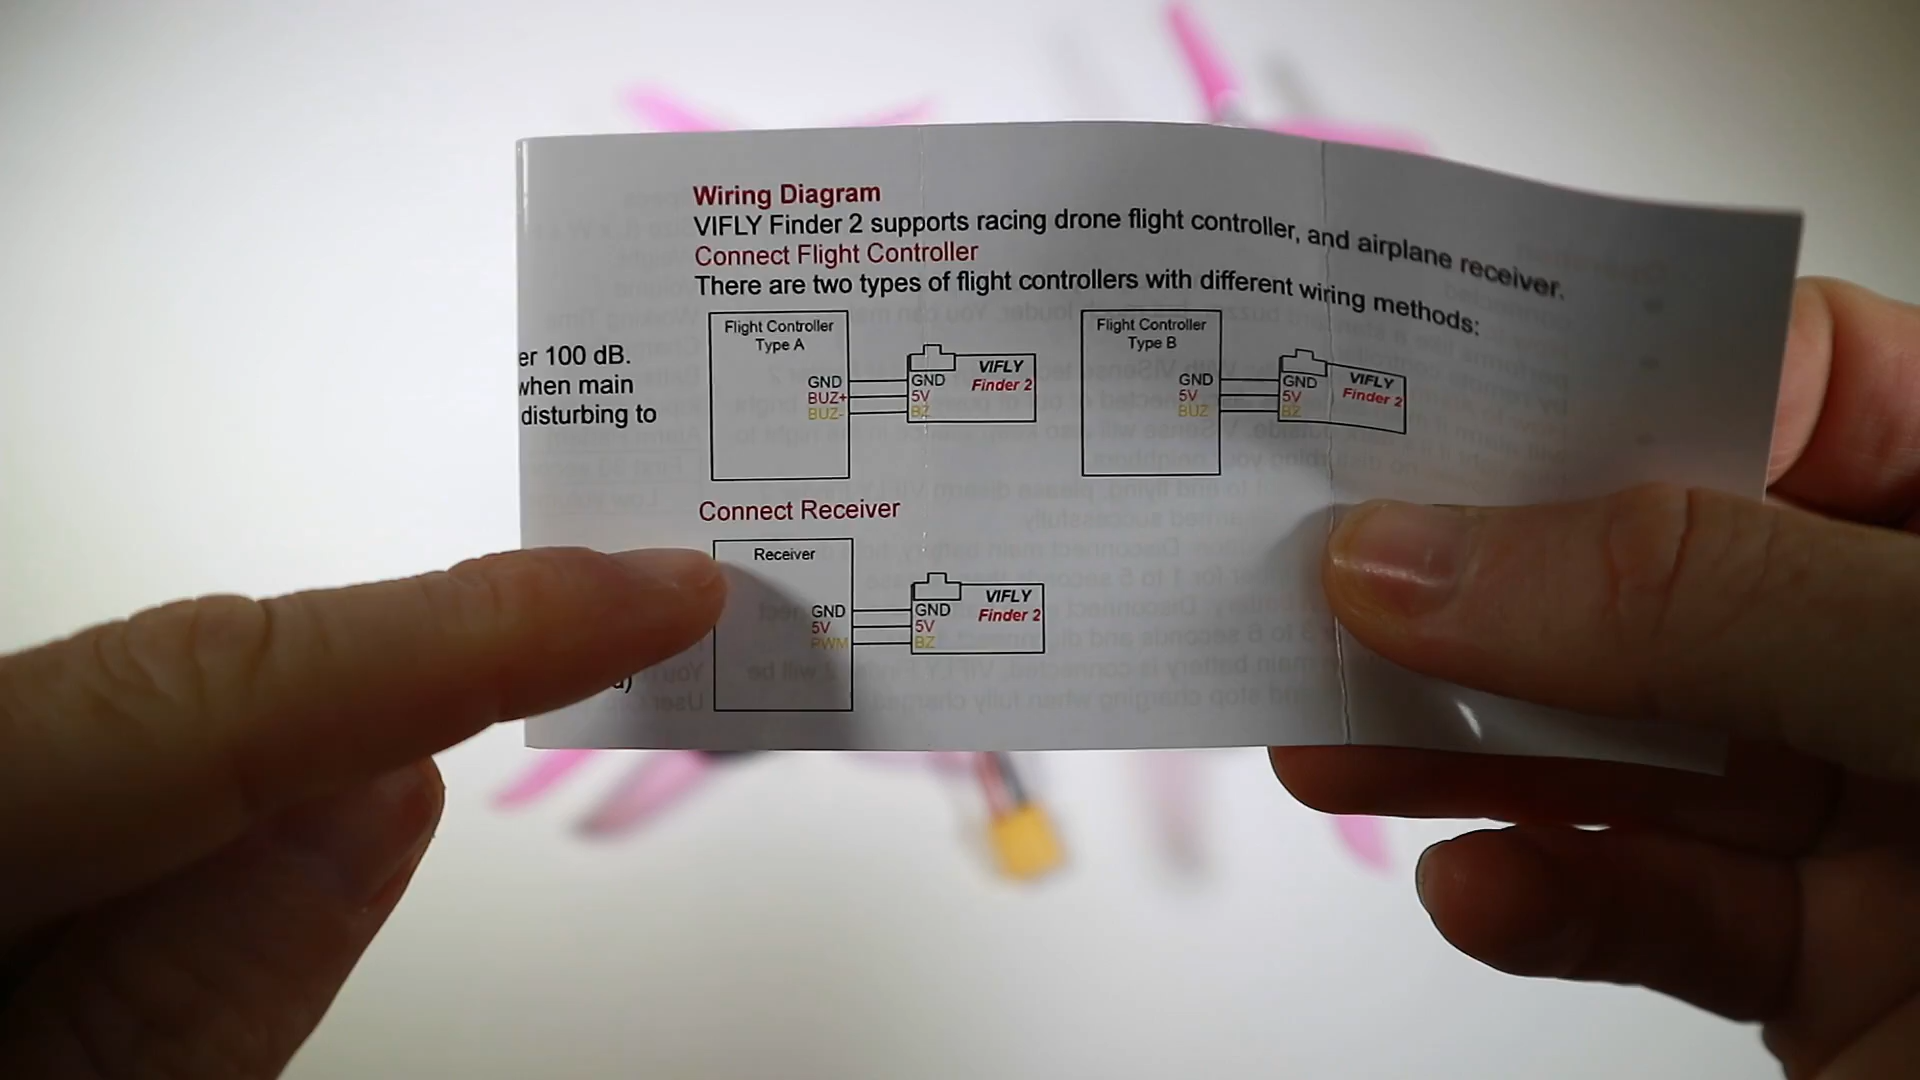 Wiring Diagram
VIFLY Finder 2 supports racing drone flight controller, and airplane receiver.
Connect Flight Controller
There are two types of flight controllers with different wiring methods:
er 100 dB.
when main
disturbing to
Flight Controller
Type A
GND
BUZ+
BUZ-
GND
5V
BZ
VIFLY
Finder 2
Flight Controller
Type B
GND
5V
BUZ
GND
5V
BZ
VIFLY
Finder 2
Connect Receiver
Receiver
GND
5V
PWM
GND
5V
BZ
VIFLY
Finder 2